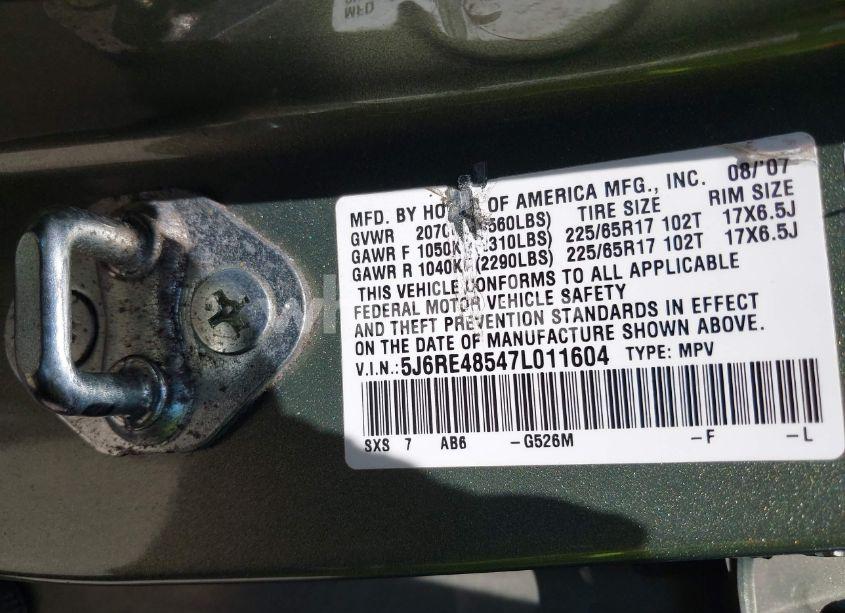 MFD
MFD. BY HO OF AMERICA MFG., INC. 08/'07
GVWR 2070 560LBS) TIRE SIZE RIM SIZE
GAWR F 1050K 310LBS) 225/65R17 102T 17X6.5J
GAWR R 1040K (2290LBS) 225/65R17 102T 17X6.5J
THIS VEHICLE CONFORMS TO ALL APPLICABLE
FEDERAL MOTOR VEHICLE SAFETY
AND THEFT PREVENTION STANDARDS IN EFFECT
ON THE DATE OF MANUFACTURE SHOWN ABOVE.
V.I.N.: 5J6RE48547L011604 TYPE: MPV
SXS 7 AB6 -G526M -F -L